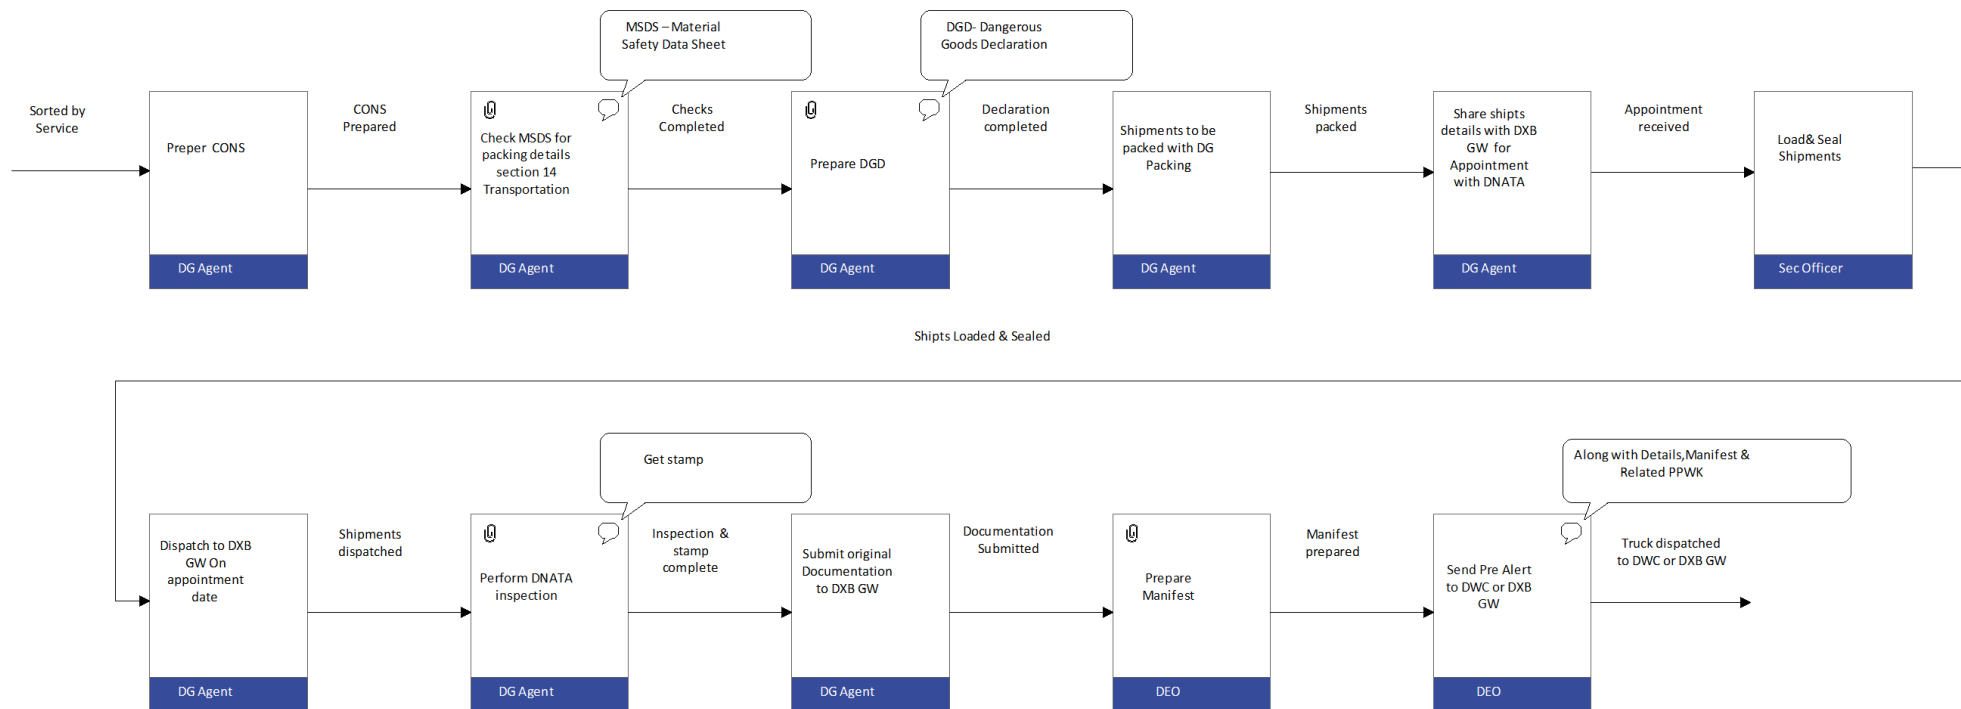 MSDS – Material
Safety Data Sheet
DGD- Dangerous
Goods Declaration
Sorted by
Service
Preper CONS
DG Agent
CONS
Prepared
Check MSDS for
packing details
section 14
Transportation
DG Agent
Checks
Completed
Prepare DGD
DG Agent
Declaration
completed
Shipments to be
packed with DG
Packing
DG Agent
Shipments
packed
Share shipts
details with DXB
GW for
Appointment
with DNATA
DG Agent
Appointment
received
Load& Seal
Shipments
Sec Officer
Shipts Loaded & Sealed
Dispatch to DXB
GW On
appointment
date
DG Agent
Shipments
dispatched
Get stamp
Perform DNATA
inspection
DG Agent
Inspection &
stamp
complete
Submit original
Documentation
to DXB GW
DG Agent
Documentation
Submitted
Prepare
Manifest
DEO
Manifest
prepared
Along with Details,Manifest &
Related PPWK
Send Pre Alert
to DWC or DXB
GW
DEO
Truck dispatched
to DWC or DXB GW